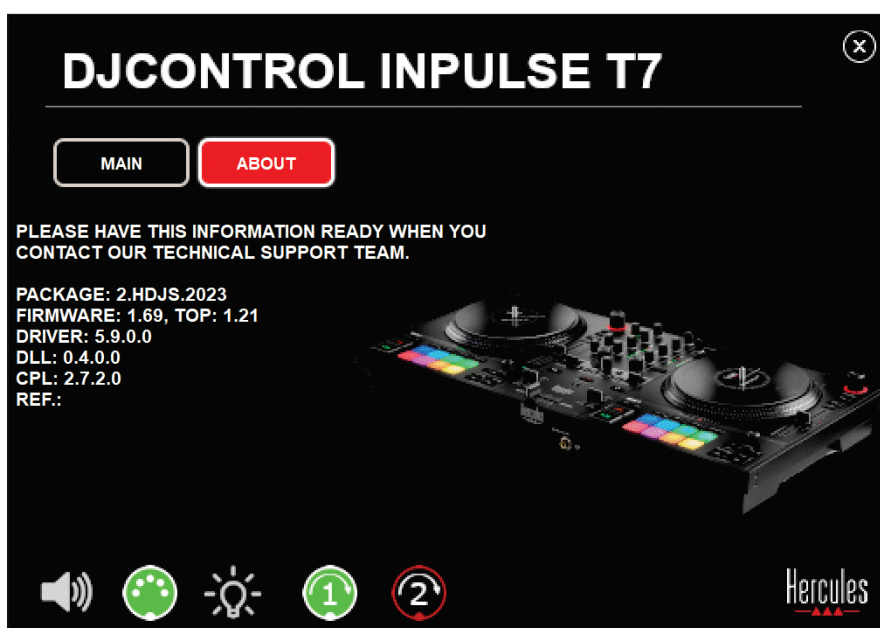 DJCONTROL INPULSE T7
MAIN
ABOUT
PLEASE HAVE THIS INFORMATION READY WHEN YOU
CONTACT OUR TECHNICAL SUPPORT TEAM.
PACKAGE: 2.HDJS.2023
FIRMWARE: 1.69, TOP: 1.21
DRIVER: 5.9.0.0
DLL: 0.4.0.0
CPL: 2.7.2.0
REF.:
1
2
Hercules